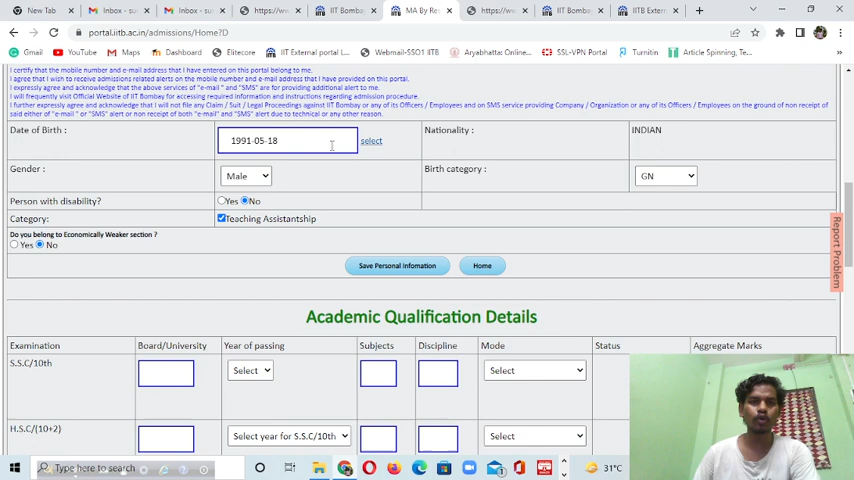 New Tab
Inbox - su
Inbox - su
https://ww
IIT Bomba
MA By Res
https://ww
IIT Bomba
IITB Exter
portal.iitb.ac.in/admissions/Home?D
Gmail YouTube Maps Dashboard Elitecore IIT External portal l... Webmail-SSO1 IITB Aryabhatta: Online... SSL-VPN Portal Turnitin Article Spinning, Te...
I certify that the mobile number and e-mail address that I have entered on this portal belong to me.
I agree that I wish to receive admissions related alerts on the mobile number and e-mail address that I have provided on this portal.
I expressly agree and acknowledge that the above services of "e-mail " and "SMS" are for providing additional alert to me.
I will frequently visit Official Website of IIT Bombay for accessing required information and instructions regarding admissions procedure.
I further expressly agree and acknowledge that I will not file any Claim / Suit / Legal Proceedings against IIT Bombay or any of its Officers / Employees and on SMS service providing Company / Organization or any of its Officers / Employees on the ground of non receipt of
said either of "e-mail " or "SMS" alert or non receipt of both "e-mail" and "SMS" alert due to technical or any other reason.
Date of Birth : 1991-05-18 select Nationality : INDIAN
Gender : Male Birth category : GN
Person with disability? Yes No
Category: Teaching Assistantship
Do you belong to Economically Weaker section ?
Yes No
Save Personal Infomation Home
Report Problem
Academic Qualification Details
Examination Board/University Year of passing Subjects Discipline Mode Status Aggregate Marks
S.S.C/10th Select Select
H.S.C/(10+2) Select year for S.S.C/10th Select
Type here to search
31°C